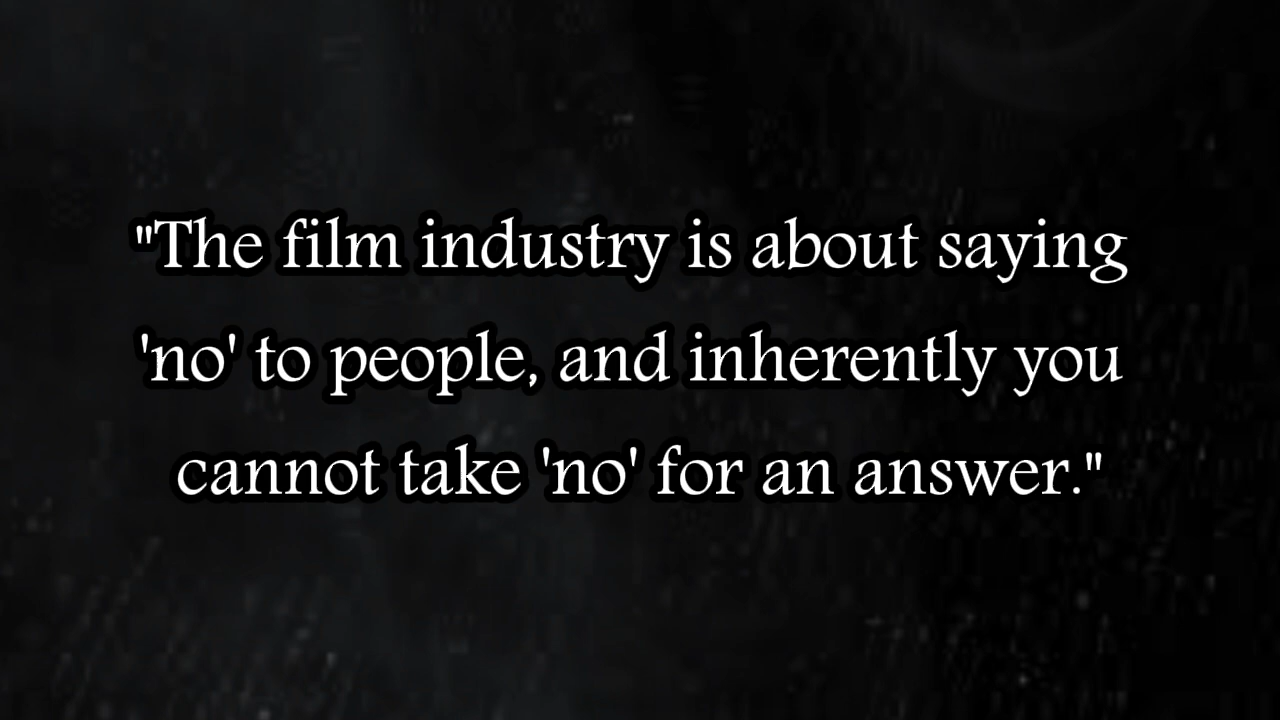 "The film industry is about saying
'no' to people, and inherently you
cannot take 'no' for an answer."